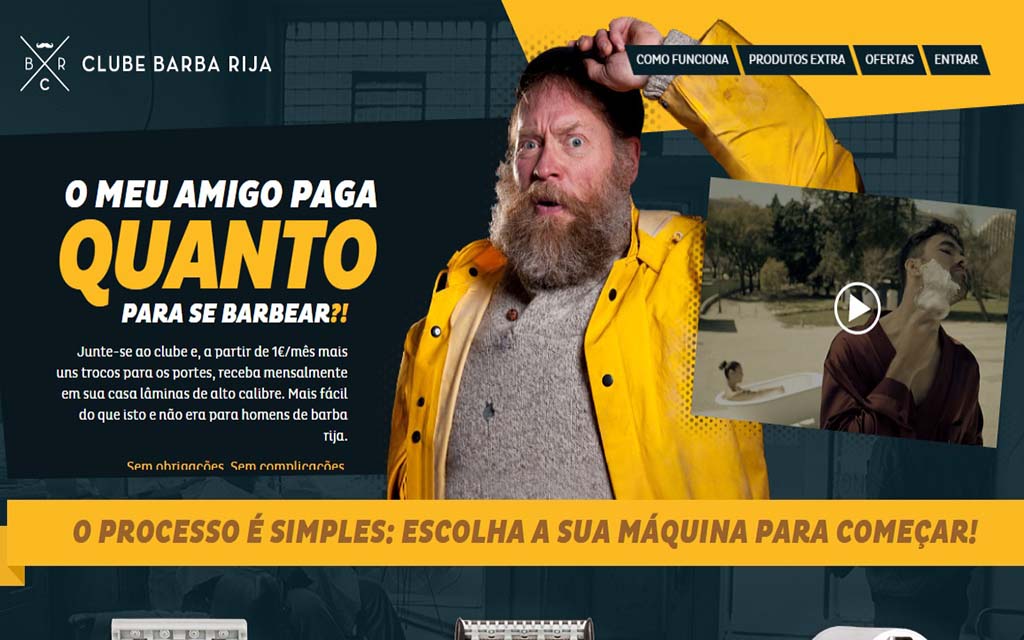 B R
C
CLUBE BARBA RIJA
COMO FUNCIONA
PRODUTOS EXTRA
OFERTAS
ENTRAR
O MEU AMIGO PAGA
QUANTO
PARA SE BARBEAR?!
Junte-se ao clube e, a partir de 1€/mês mais
uns trocos para os portes, receba mensalmente
em sua casa lâminas de alto calibre. Mais fácil
do que isto e não era para homens de barba
rija.
Sem obrigações. Sem complicações.
O PROCESSO É SIMPLES: ESCOLHA A SUA MÁQUINA PARA COMEÇAR!